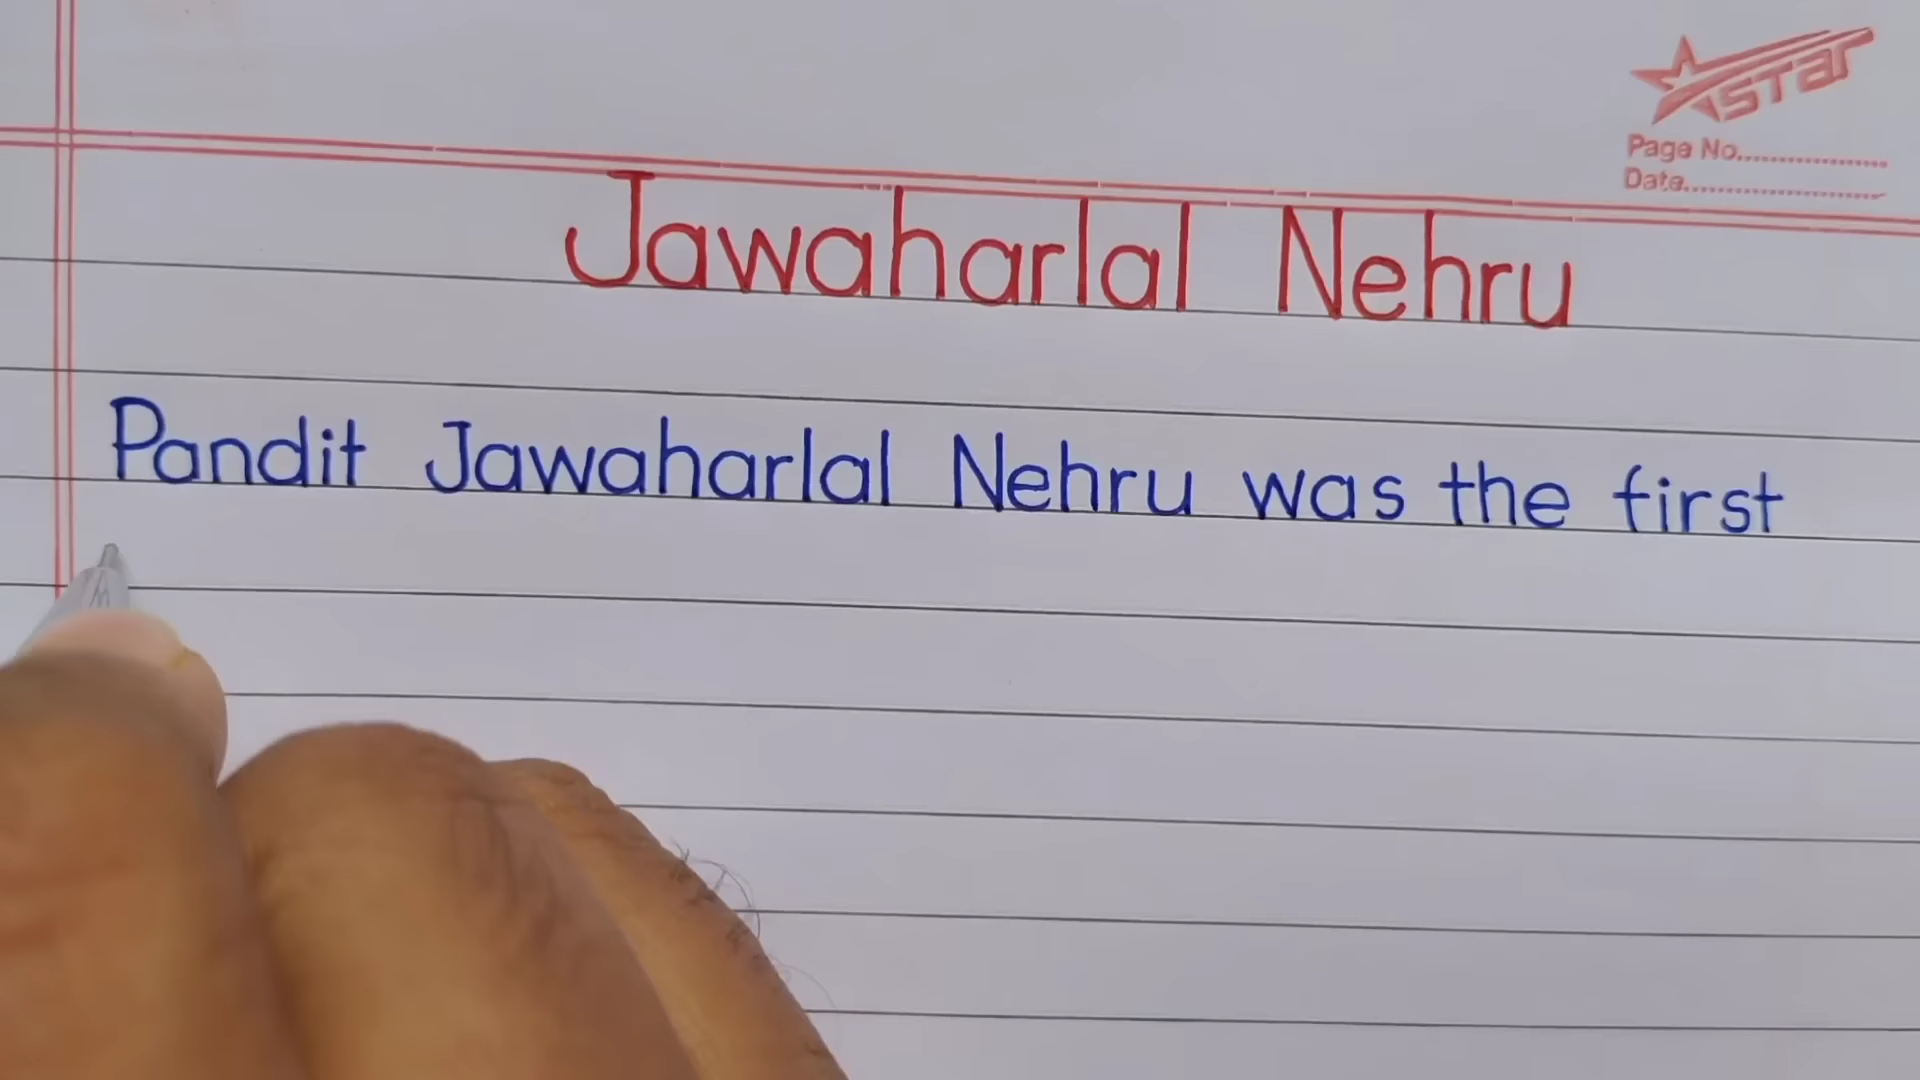 STAR
Page No..................
Date........................
Jawaharlal Nehru
Pandit Jawaharlal Nehru was the first